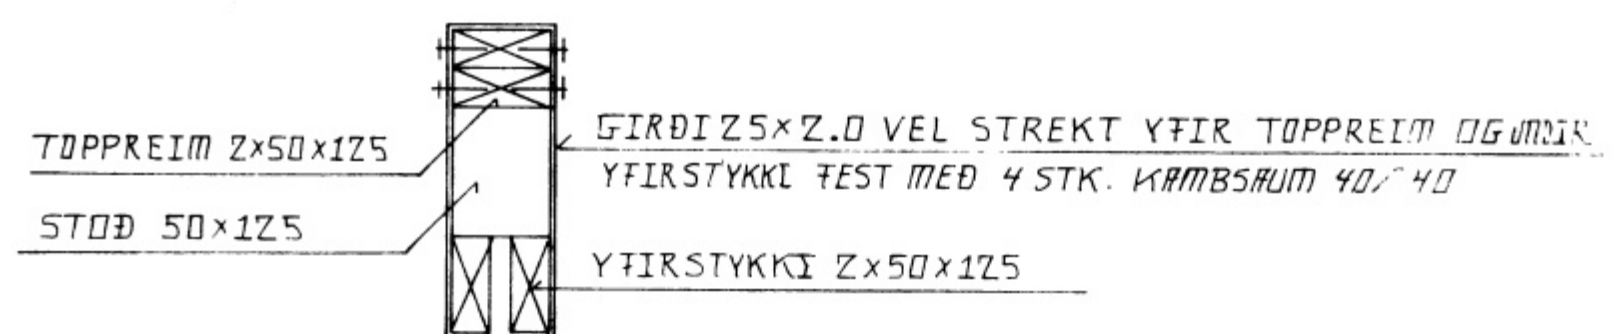 TOPPREIM 2x50x125
STOÐ 50x125
GIRÐI 25x2.0 VEL STREKT YFIR TOPPREIM OG UNDIR
YFIRSTYKKI FEST MEÐ 4 STK. KAMBSAUM 40/40
YFIRSTYKKI 2x50x125